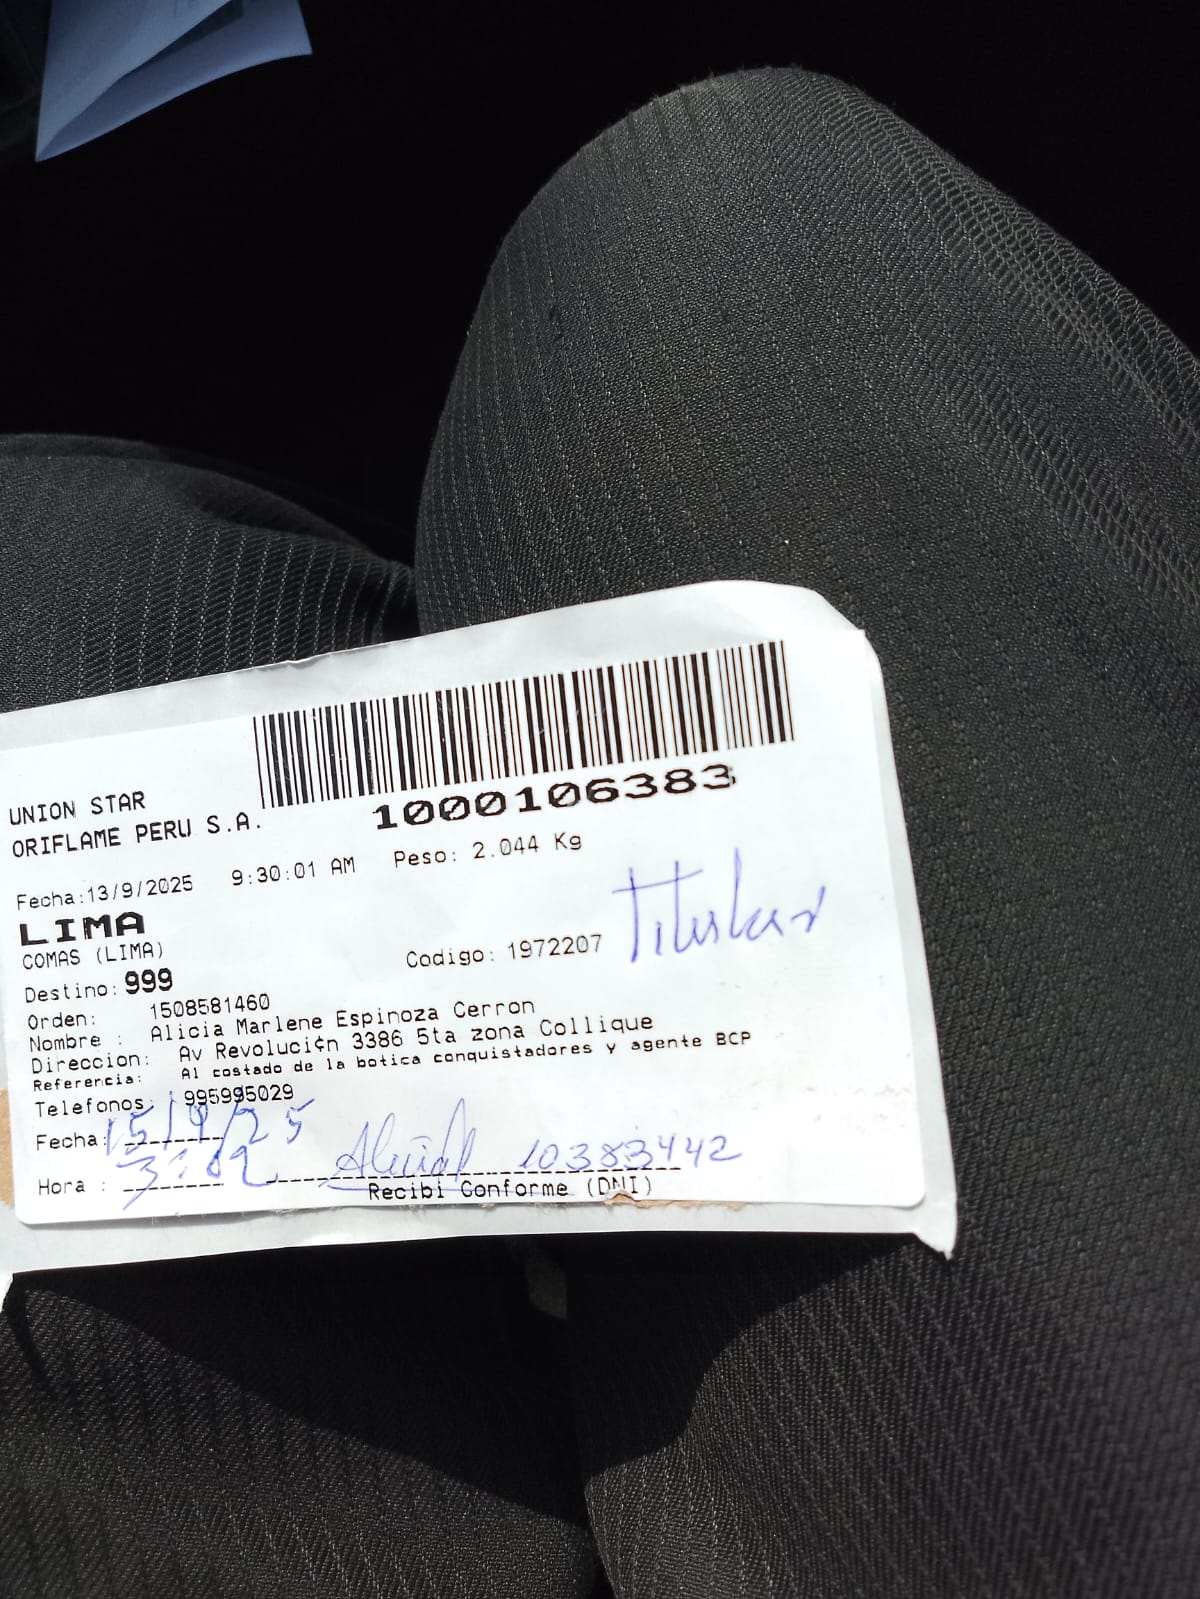 1000106383
UNION STAR
ORIFLAME PERU S.A.
Fecha:13/9/2025 9:30:01 AM Peso: 2.044 Kg
LIMA
COMAS (LIMA)
Codigo: 1972207 Titular
Destino: 999
Orden: 1508581460
Nombre : Alicia Marlene Espinoza Cerron
Direccion: Av Revoluci¢n 3386 5ta zona Collique
Referencia: Al costado de la botica conquistadores y agente BCP
Telefonos: 995995029
Fecha: 15/9/25
Hora : 10383442
Recibi Conforme (DNI)